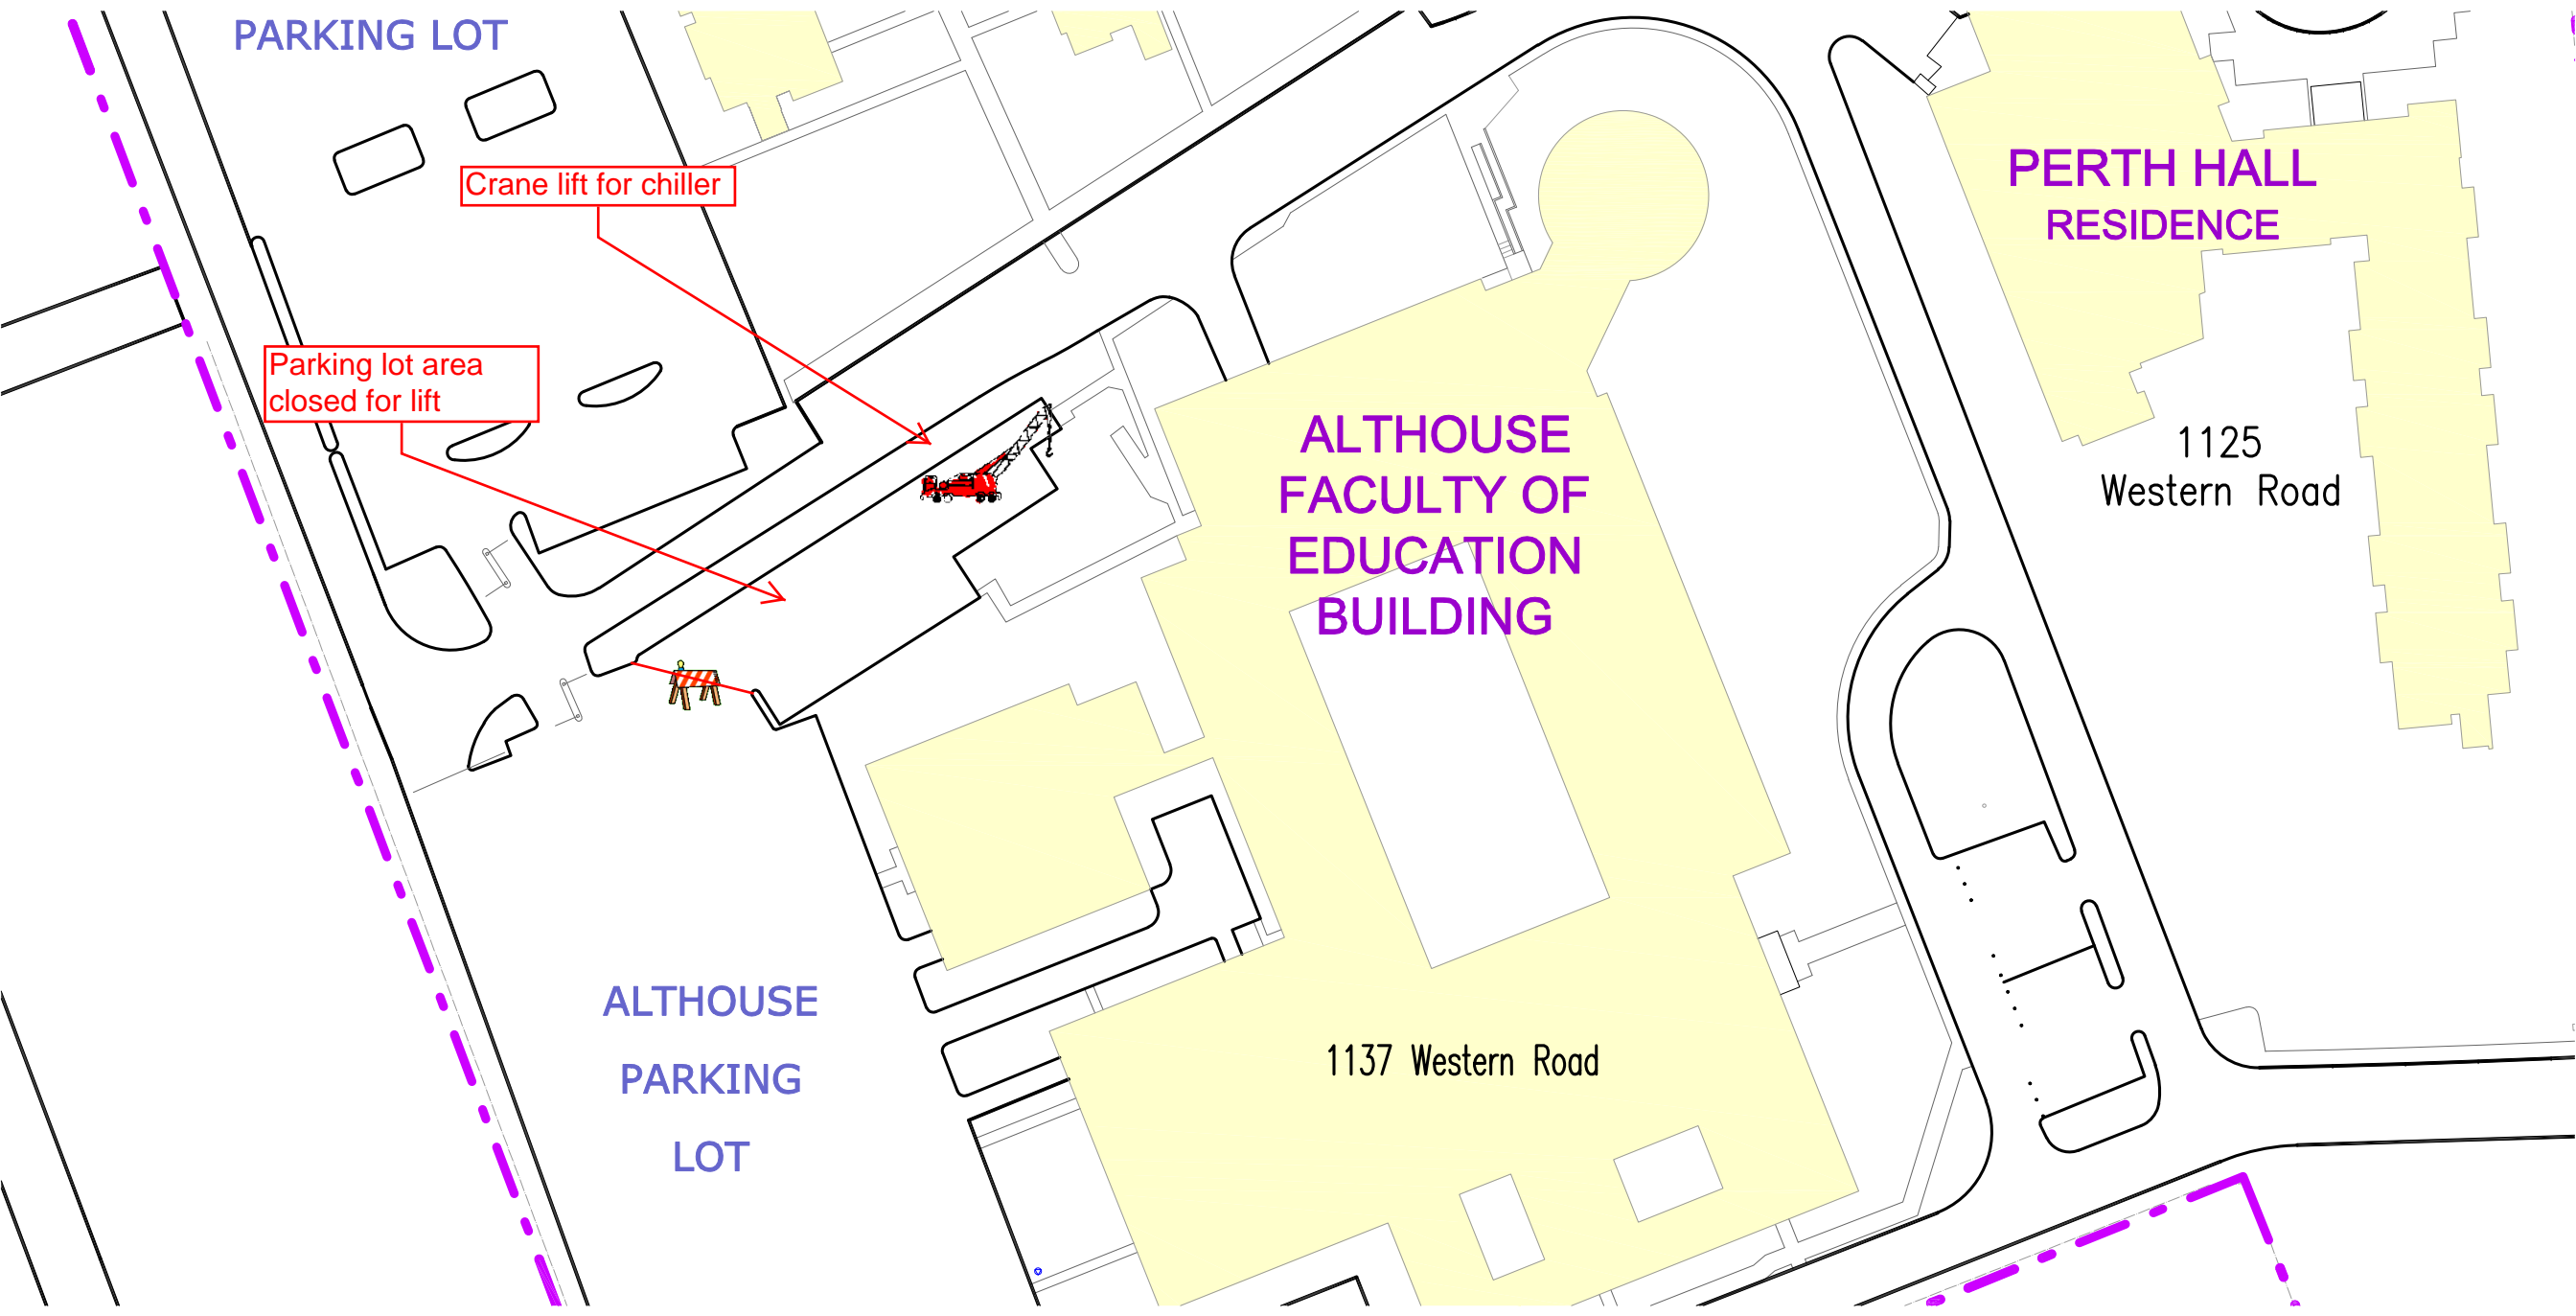 PARKING LOT
Crane lift for chiller
PERTH HALL
RESIDENCE
Parking lot area
closed for lift
1125
Western Road
ALTHOUSE
FACULTY OF
EDUCATION
BUILDING
ALTHOUSE
PARKING
LOT
1137 Western Road